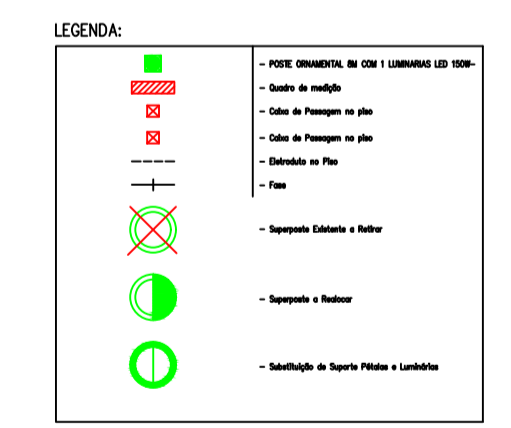 LEGENDA:
- POSTE ORNAMENTAL 8M COM 1 LUMINARIAS LED 150W-
- Quadro de medição
- Caixa de Passagem no piso
- Caixa de Passagem no piso
- Eletroduto no Piso
- Fase
- Superposte Existente a Retirar
- Superposte a Realocar
- Substituição de Suporte Pétalas e Luminárias